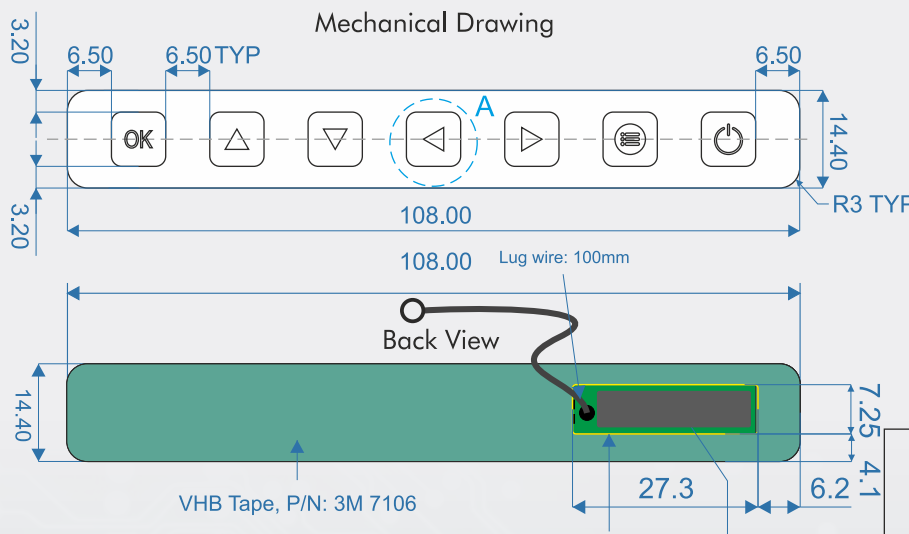 Mechanical Drawing
3.20
6.50
6.50 TYP
6.50
A
OK
14.40
3.20
R3 TYP
108.00
108.00
Lug wire: 100mm
Back View
14.40
7.25
4.1
27.3
6.2
VHB Tape, P/N: 3M 7106